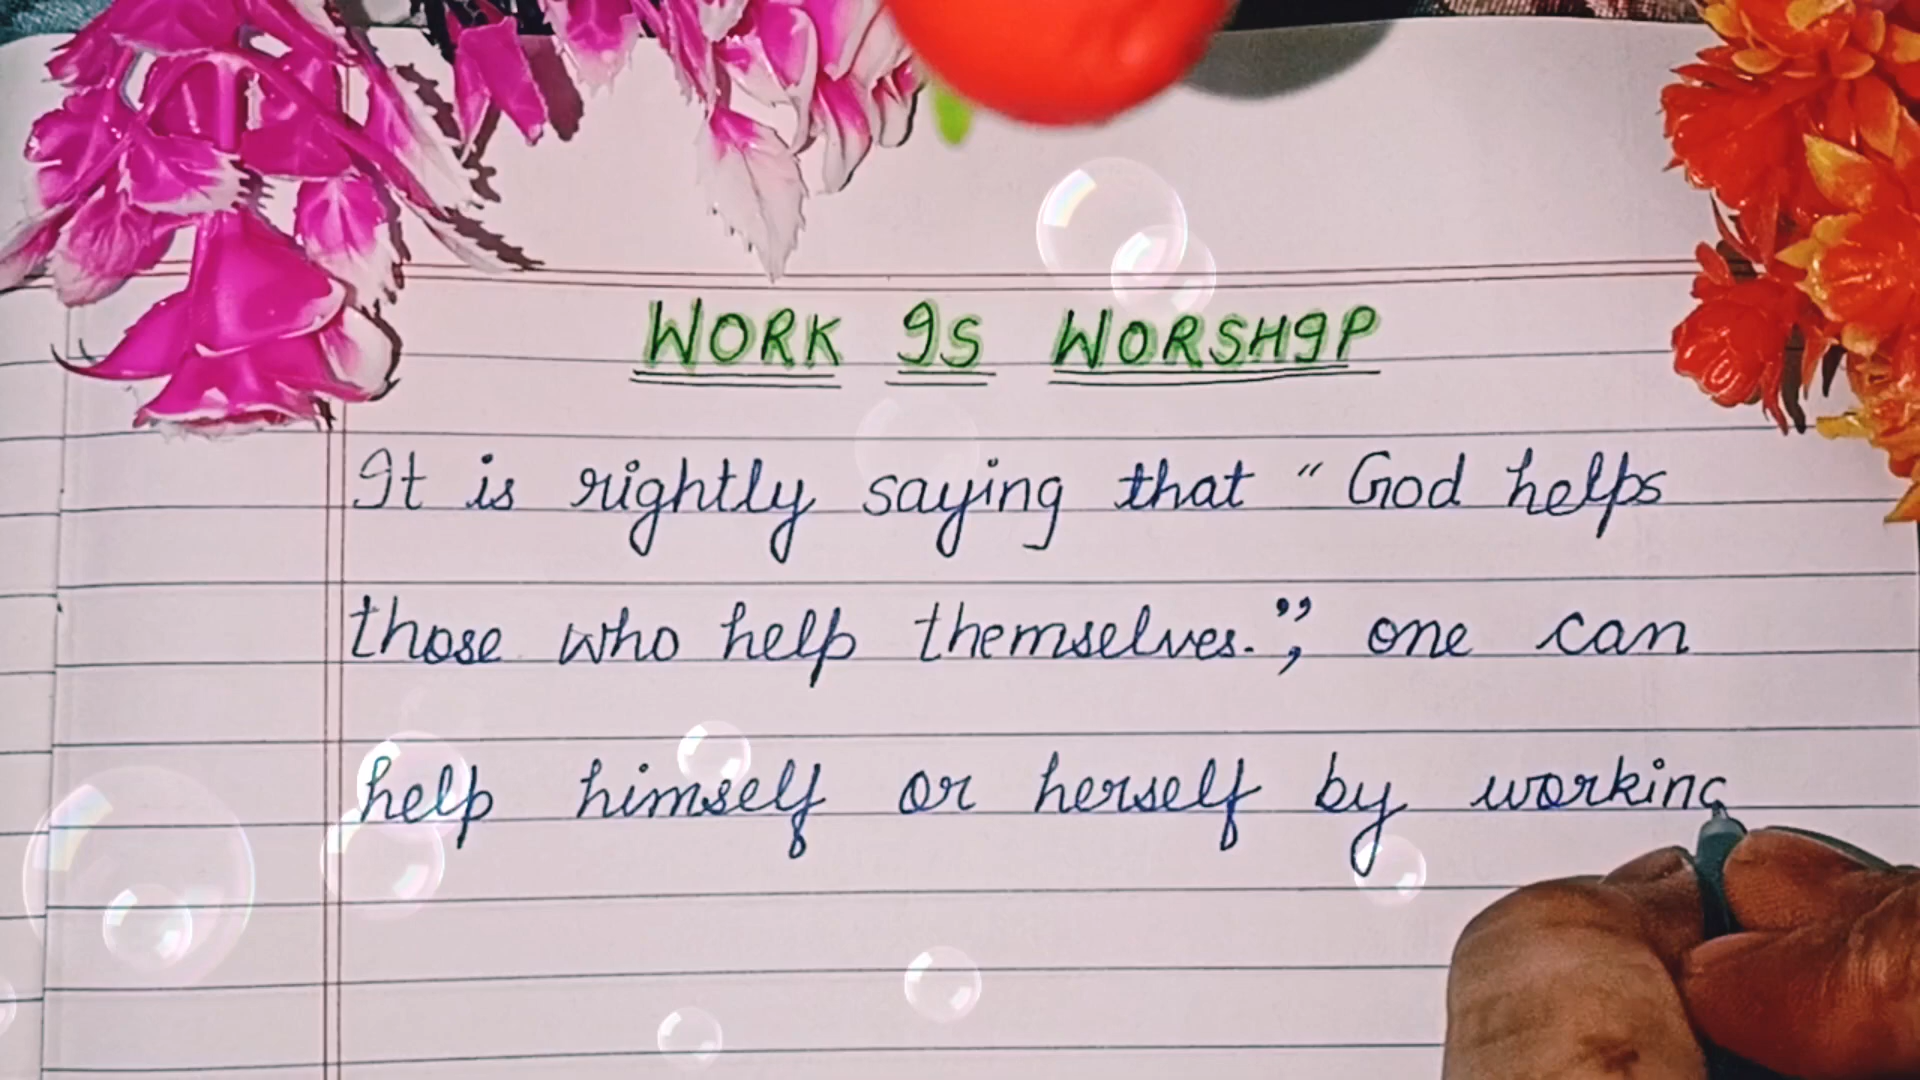 WORK IS WORSHIP
It is rightly saying that "God helps
those who help themselves.", one can
help himself or herself by working